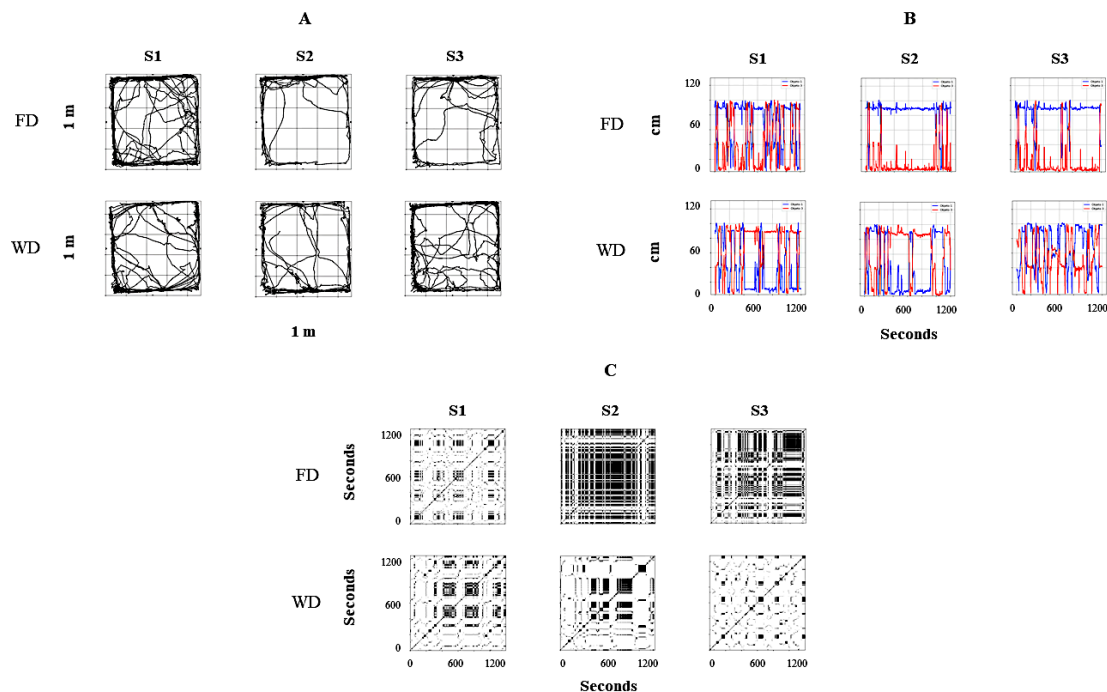 A
S1 S2 S3
FD 1 m
WD 1 m
1 m
B
S1 S2 S3
FD cm 120 60 0
WD cm 120 60 0
0 600 1200 0 600 1200 0 600 1200
Seconds
C
S1 S2 S3
FD Seconds 1200 600 0
WD Seconds 1200 600 0
0 600 1200 0 600 1200 0 600 1200
Seconds